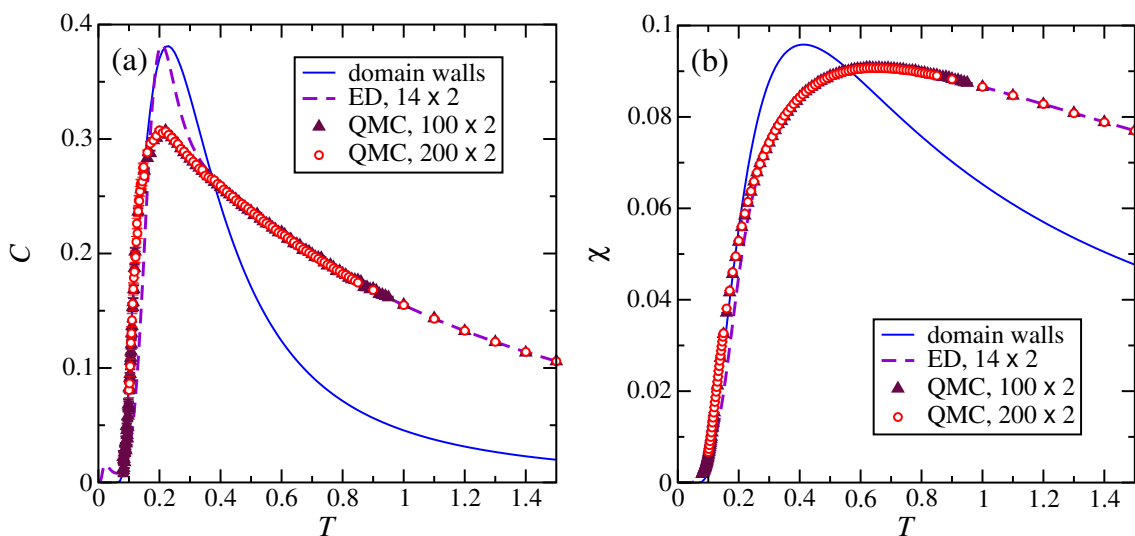 (a)
domain walls
ED, 14 x 2
QMC, 100 x 2
QMC, 200 x 2
C
0.4
0.3
0.2
0.1
0
0 0.2 0.4 0.6 0.8 1 1.2 1.4
T
(b)
domain walls
ED, 14 x 2
QMC, 100 x 2
QMC, 200 x 2
χ
0.1
0.08
0.06
0.04
0.02
0
0 0.2 0.4 0.6 0.8 1 1.2 1.4
T